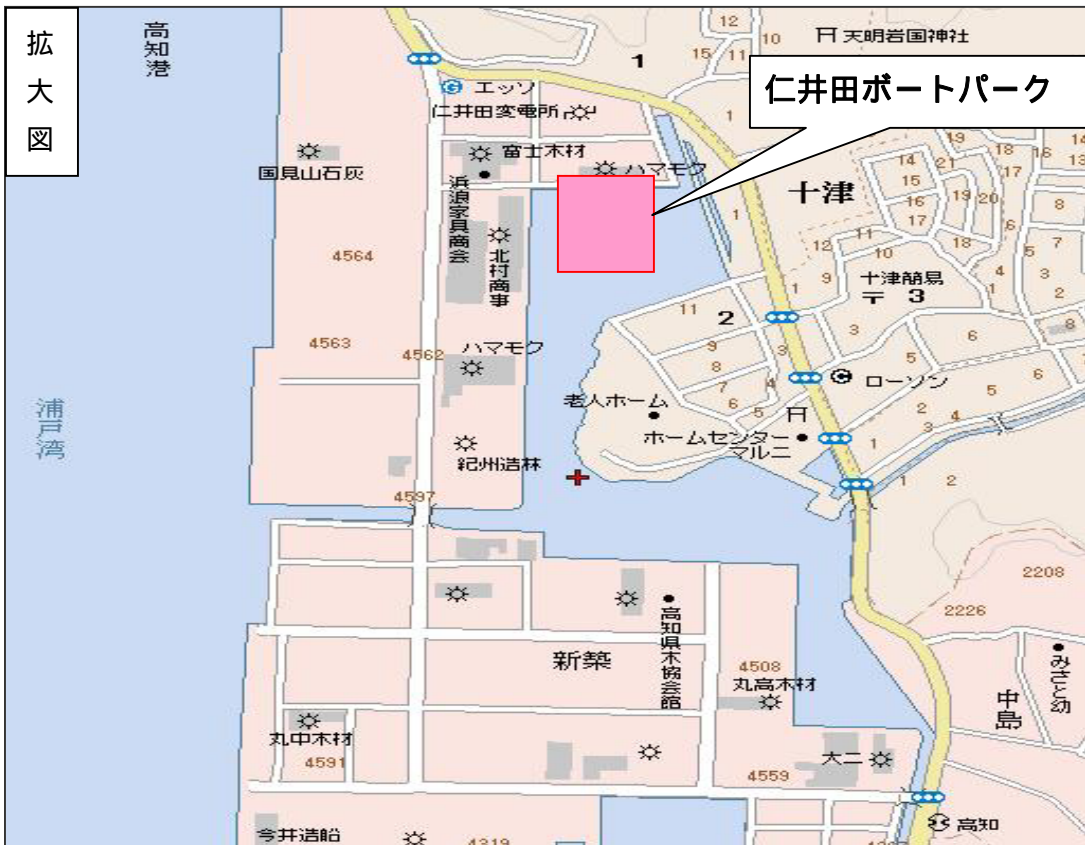 拡
大
図
高知港
12
10
天明岩国神社
15
11
1
エッソ
仁井田変電所
仁井田ボートパーク
1
富士木材
ハマモク
国見山石灰
浜浪家具商会
北村商事
4564
十津
19
18
16
14
13
14
21
17
15
19
20
8
16
17
6
1
11
12
10
18
5
7
9
4
3
十津簡易
1
1
2
〒
3
11
2
3
6
8
4563
4562
ハマモク
9
3
5
8
4
ローソン
6
7
5
浦戸湾
老人ホーム
6
5
2
4
3
ホームセンター
マルニ
1
紀州造林
1
2
4597
2208
2226
高知県木協会館
新築
4508
丸高木材
みさと幼
中島
丸中木材
4591
大二
4559
今井造船
4319
高知